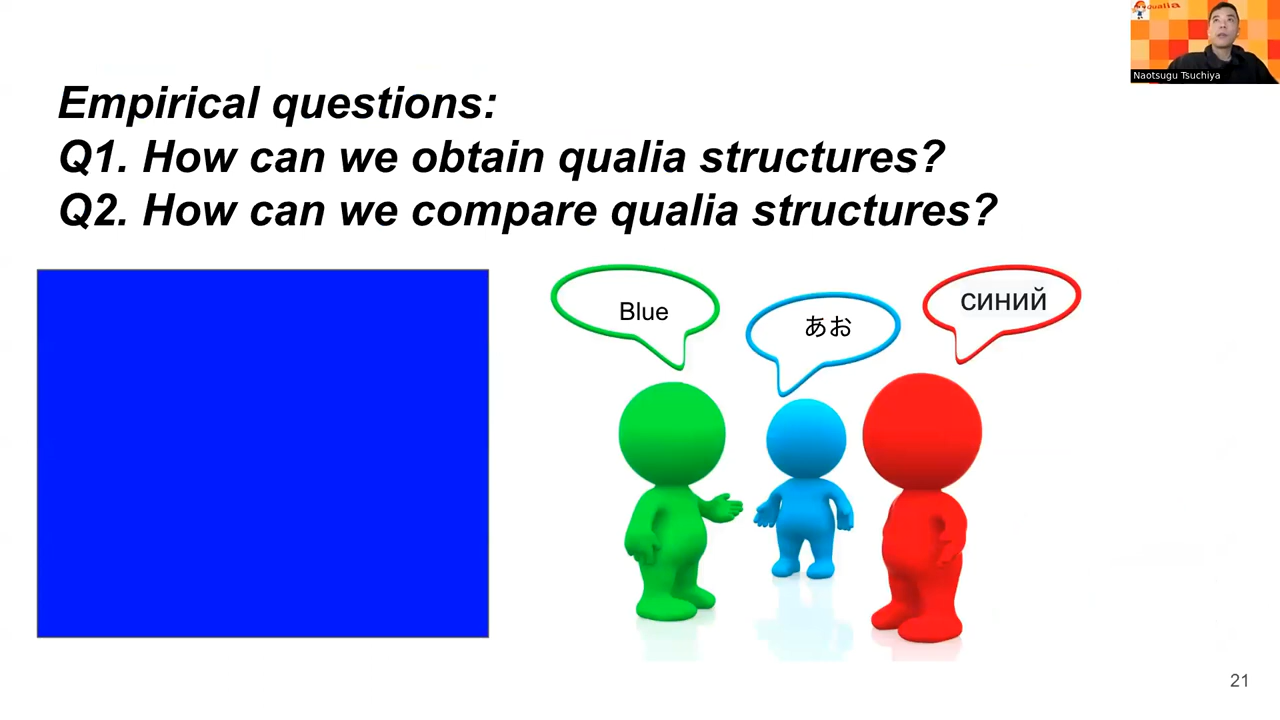 Qualia
Naotsugu Tsuchiya
Empirical questions:
Q1. How can we obtain qualia structures?
Q2. How can we compare qualia structures?
Blue
あお
синий
21